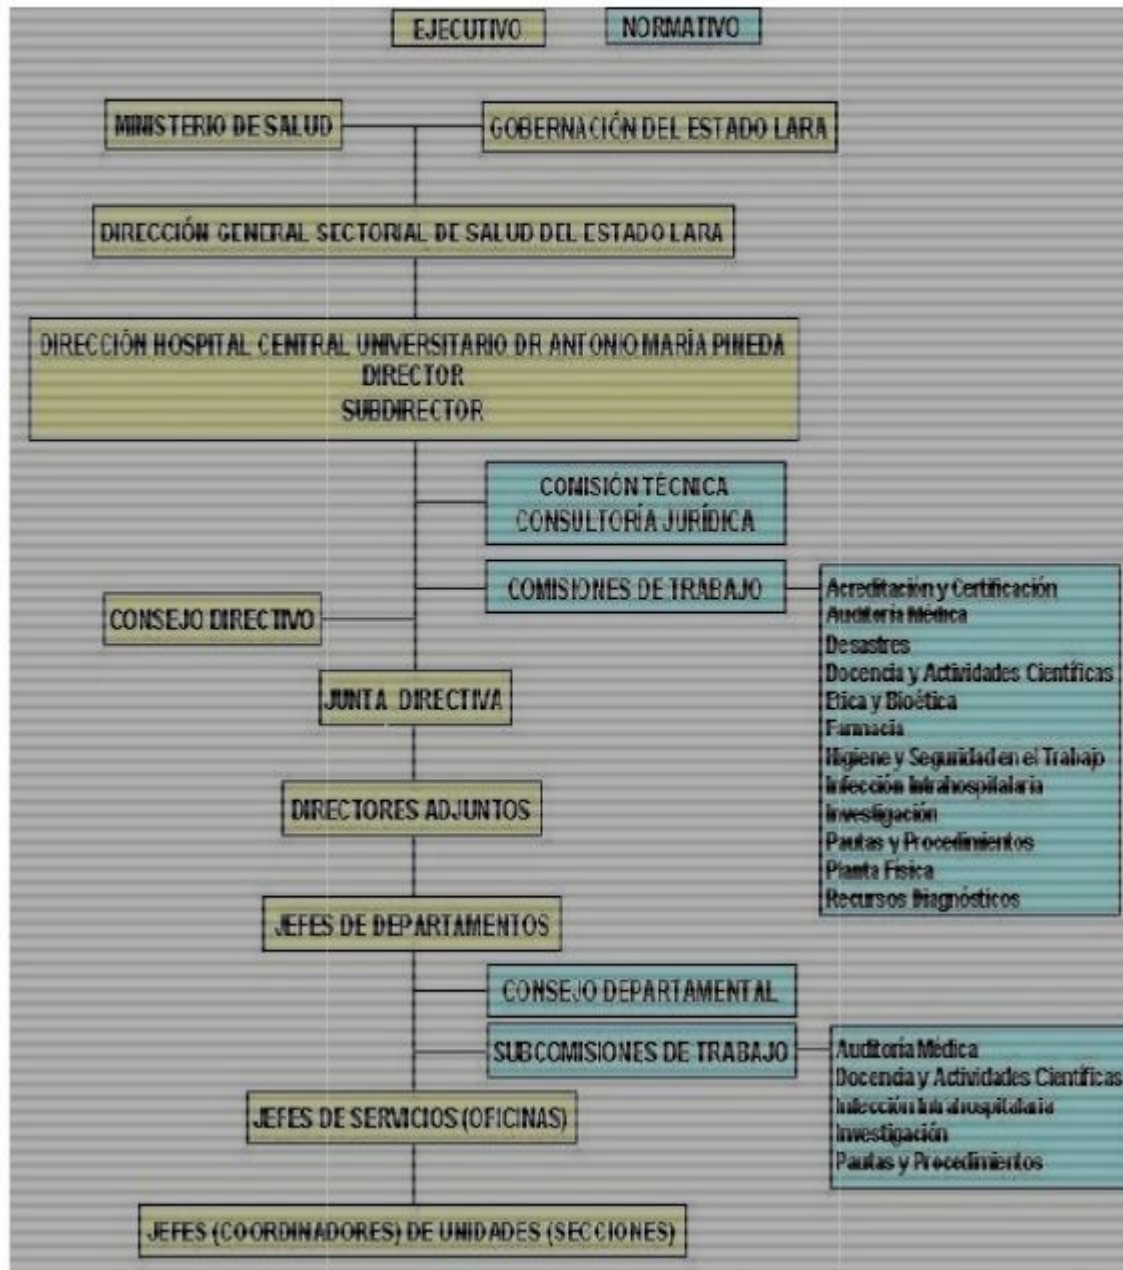 EJECUTIVO
NORMATIVO
MINISTERIO DE SALUD
GOBERNACIÓN DEL ESTADO LARA
DIRECCIÓN GENERAL SECTORIAL DE SALUD DEL ESTADO LARA
DIRECCIÓN HOSPITAL CENTRAL UNIVERSITARIO DR ANTONIO MARÍA PINEDA
DIRECTOR
SUBDIRECTOR
COMISIÓN TÉCNICA
CONSULTORÍA JURÍDICA
COMISIONES DE TRABAJO
Acreditación y Certificación
Auditoría Médica
Desastres
Docencia y Actividades Científicas
Etica y Bioética
Farmacia
Higiene y Seguridad en el Trabajo
Infección Intrahospitalaria
Investigación
Pautas y Procedimientos
Planta Física
Recursos Diagnósticos
CONSEJO DIRECTIVO
JUNTA DIRECTIVA
DIRECTORES ADJUNTOS
JEFES DE DEPARTAMENTOS
CONSEJO DEPARTAMENTAL
SUBCOMISIONES DE TRABAJO
Auditoría Médica
Docencia y Actividades Científicas
Infección Intrahospitalaria
Investigación
Pautas y Procedimientos
JEFES DE SERVICIOS (OFICINAS)
JEFES (COORDINADORES) DE UNIDADES (SECCIONES)